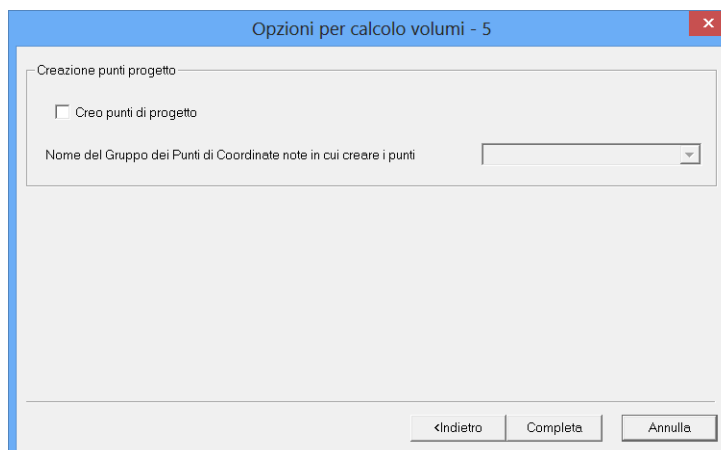 Opzioni per calcolo volumi - 5
Creazione punti progetto
Creo punti di progetto
Nome del Gruppo dei Punti di Coordinate note in cui creare i punti
<Indietro Completa Annulla